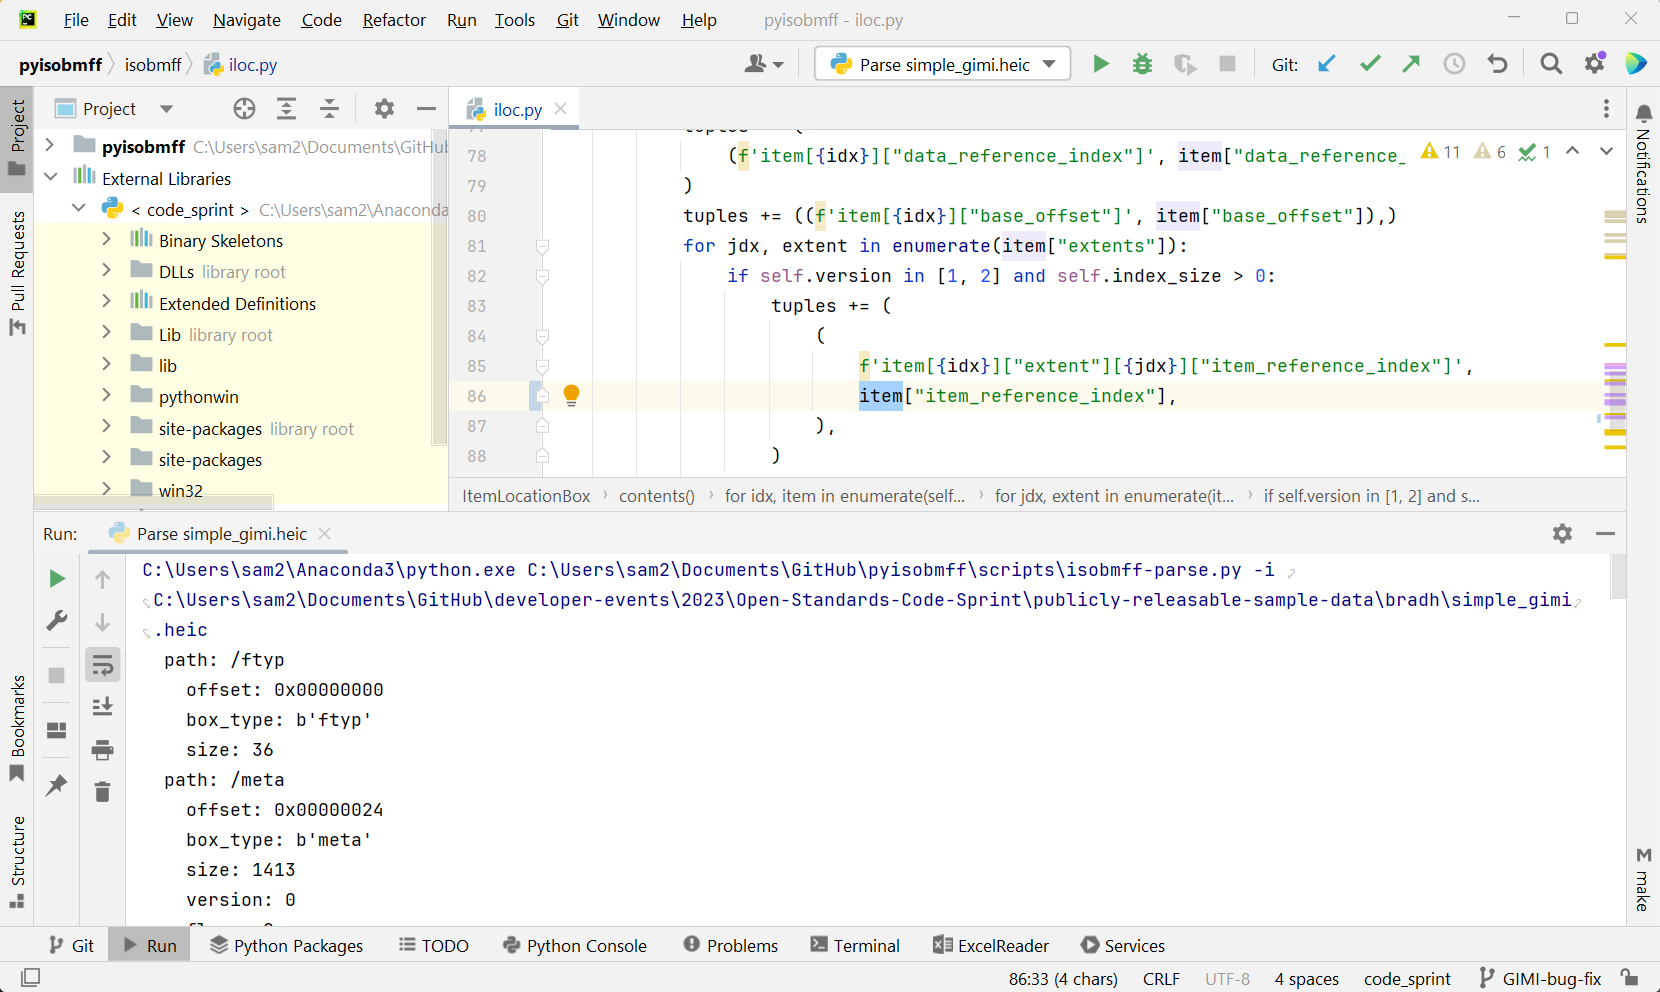 File Edit View Navigate Code Refactor Run Tools Git Window Help pyisobmff - iloc.py
pyisobmff isobmff iloc.py Parse simple_gimi.heic Git:
Project iloc.py
pyisobmff C:\Users\sam2\Documents\GitHub
External Libraries
< code_sprint > C:\Users\sam2\Anaconda
Binary Skeletons
DLLs library root
Extended Definitions
Lib library root
lib
pythonwin
site-packages library root
site-packages
win32
Project
Pull Requests
Bookmarks
Structure
Notifications
make
11 6 1
78 (f'item[{idx}]["data_reference_index"]', item["data_reference_
79 )
80 tuples += ((f'item[{idx}]["base_offset"]', item["base_offset"]),)
81 for jdx, extent in enumerate(item["extents"]):
82 if self.version in [1, 2] and self.index_size > 0:
83 tuples += (
84 (
85 f'item[{idx}]["extent"][{jdx}]["item_reference_index"]',
86 item["item_reference_index"],
87 ),
88 )
ItemLocationBox contents() for idx, item in enumerate(self... for jdx, extent in enumerate(it... if self.version in [1, 2] and s...
Run: Parse simple_gimi.heic
C:\Users\sam2\Anaconda3\python.exe C:\Users\sam2\Documents\GitHub\pyisobmff\scripts\isobmff-parse.py -i
C:\Users\sam2\Documents\GitHub\developer-events\2023\Open-Standards-Code-Sprint\publicly-releasable-sample-data\bradh\simple_gimi
.heic
path: /ftyp
offset: 0x00000000
box_type: b'ftyp'
size: 36
path: /meta
offset: 0x00000024
box_type: b'meta'
size: 1413
version: 0
Git Run Python Packages TODO Python Console Problems Terminal ExcelReader Services
86:33 (4 chars) CRLF UTF-8 4 spaces code_sprint GIMI-bug-fix